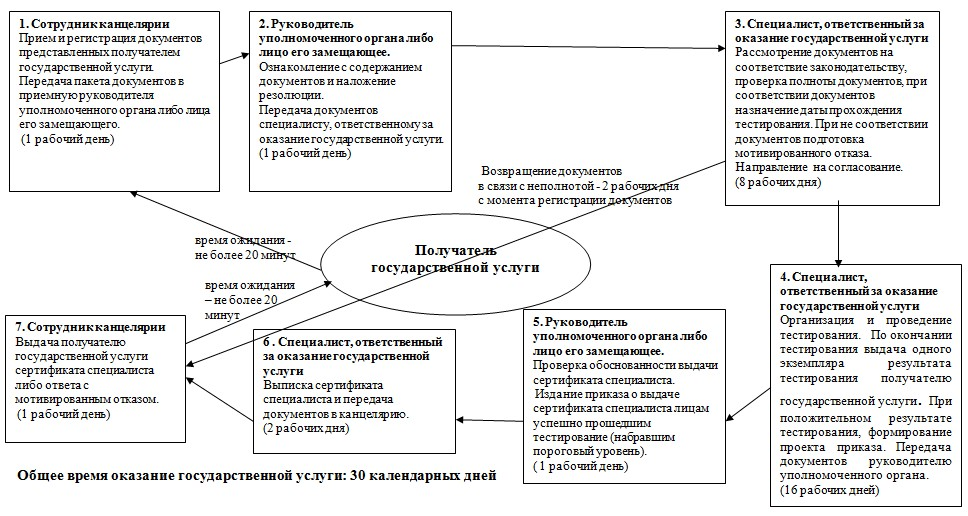 1. Сотрудник канцелярии
Прием и регистрация документов
представленных получателем
государственной услуги.
Передача пакета документов в
приемную руководителя
уполномоченного органа либо лица
его замещающего.
(1 рабочий день)
2. Руководитель
уполномоченного органа либо
лицо его замещающее.
Ознакомление с содержанием
документов и наложение
резолюции.
Передача документов
специалисту, ответственному за
оказание государственной услуги.
(1 рабочий день)
3. Специалист, ответственный за
оказание государственной услуги
Рассмотрение документов на
соответствие законодательству,
проверка полноты документов, при
соответствии документов
назначение даты прохождения
тестирования. При не соответствии
документов подготовка
мотивированного отказа.
Направление на согласование.
(8 рабочих дня)
Возвращение документов
в связи с неполнотой - 2 рабочих дня
с момента регистрации документов
время ожидания -
не более 20 минут
Получатель
государственной услуги
время ожидания
– не более 20
минут
4. Специалист,
ответственный за оказание
государственной услуги
Организация и проведение
тестирования. По окончании
тестирования выдача одного
экземпляра результата
тестирования получателю
государственной услуги. При
положительном результате
тестирования, формирование
проекта приказа. Передача
документов руководителю
уполномоченного органа.
(16 рабочих дней)
5. Руководитель
уполномоченного органа либо
лицо его замещающее.
Проверка обоснованности выдачи
сертификата специалиста.
Издание приказа о выдаче
сертификата специалиста лицам
успешно прошедшим
тестирование (набравшим
пороговый уровень).
( 1 рабочий день)
6 . Специалист, ответственный
за оказание государственной
услуги
Выписка сертификата
специалиста и передача
документов в канцелярию.
(2 рабочих дня)
7. Сотрудник канцелярии
Выдача получателю
государственной услуги
сертификата специалиста
либо ответа с
мотивированным отказом.
(1 рабочий день)
Общее время оказание государственной услуги: 30 календарных дней